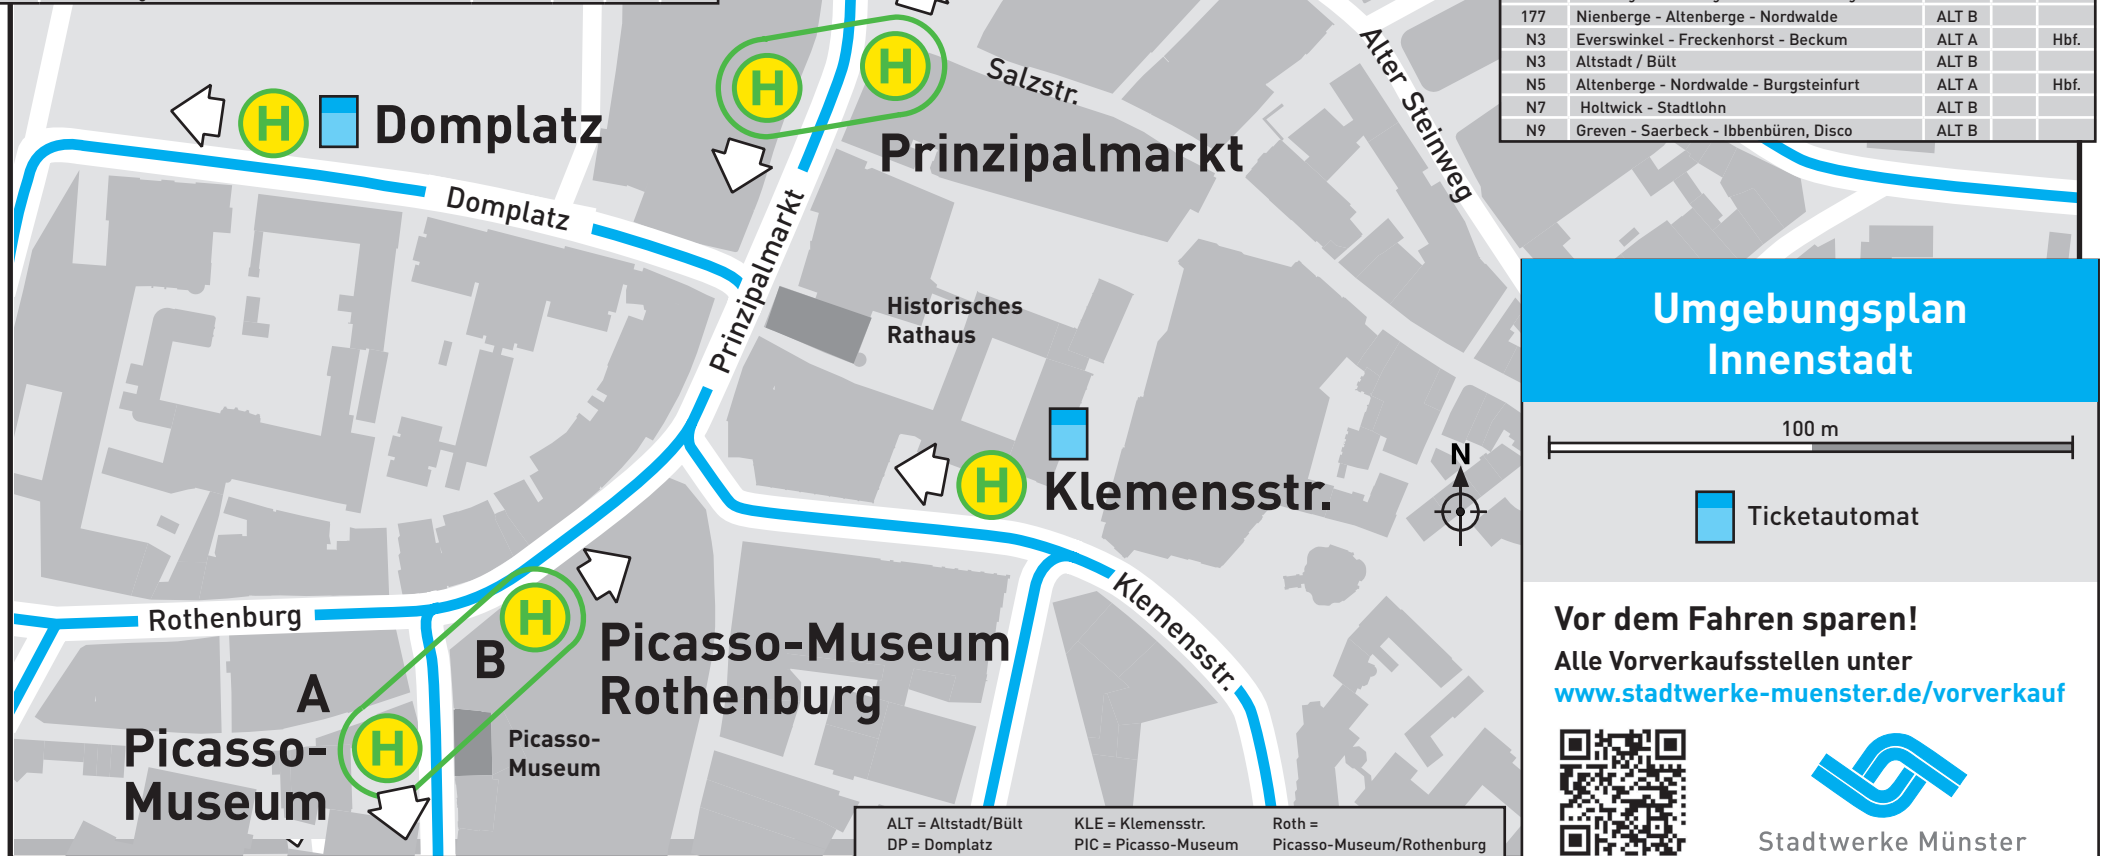 177 Nienberge - Altenberge - Nordwalde ALT B
N3 Everswinkel - Freckenhorst - Beckum ALT A Hbf.
N3 Altstadt / Bült ALT B
N5 Altenberge - Nordwalde - Burgsteinfurt ALT A Hbf.
N7 Holtwick - Stadtlohn ALT B
N9 Greven - Saerbeck - Ibbenbüren, Disco ALT B
H
H
Salzstr.
Alter Steinweg
H
Domplatz
Prinzipalmarkt
Domplatz
Prinzipalmarkt
Historisches
Rathaus
H
Klemensstr.
N
Klemensstr.
Rothenburg
H
B
Picasso-Museum
Rothenburg
A
H
Picasso-
Museum
Picasso-
Museum
ALT = Altstadt/Bült KLE = Klemensstr. Roth =
DP = Domplatz PIC = Picasso-Museum Picasso-Museum/Rothenburg
Umgebungsplan
Innenstadt
100 m
Ticketautomat
Vor dem Fahren sparen!
Alle Vorverkaufsstellen unter
www.stadtwerke-muenster.de/vorverkauf
Stadtwerke Münster